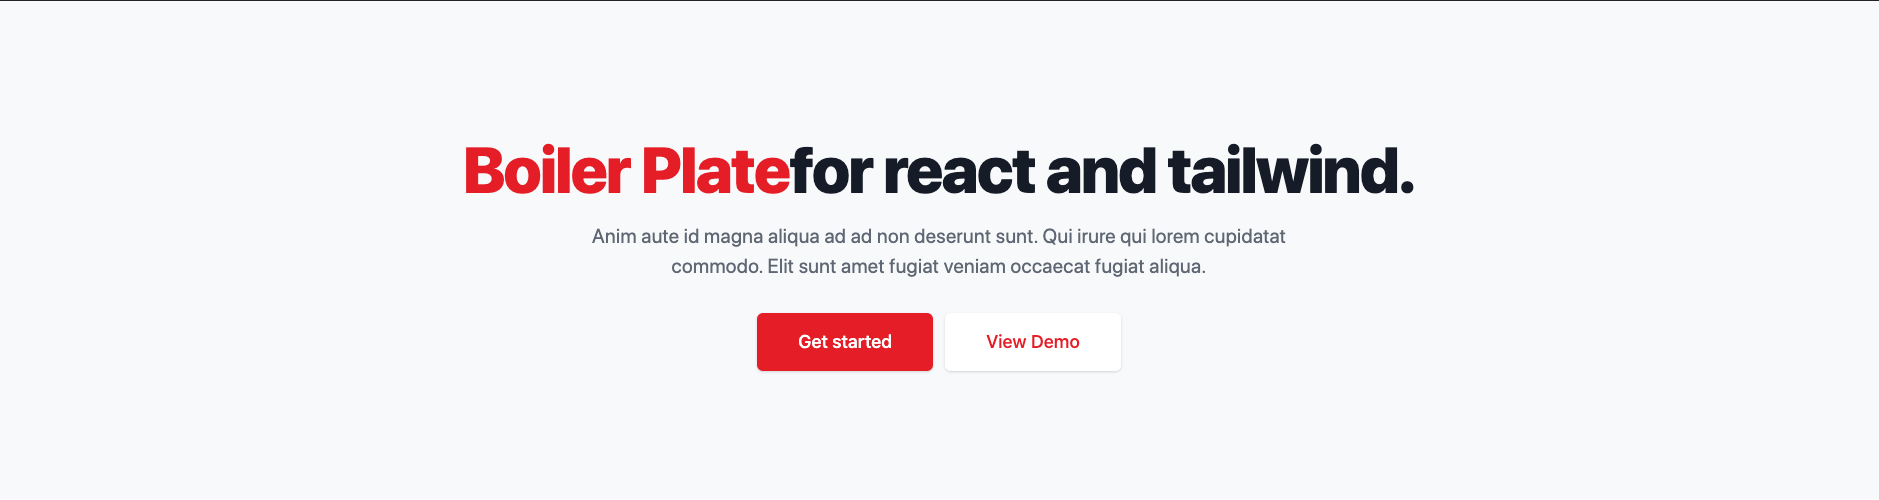 Boiler Platefor react and tailwind.
Anim aute id magna aliqua ad ad non deserunt sunt. Qui irure qui lorem cupidatat
commodo. Elit sunt amet fugiat veniam occaecat fugiat aliqua.
Get started
View Demo